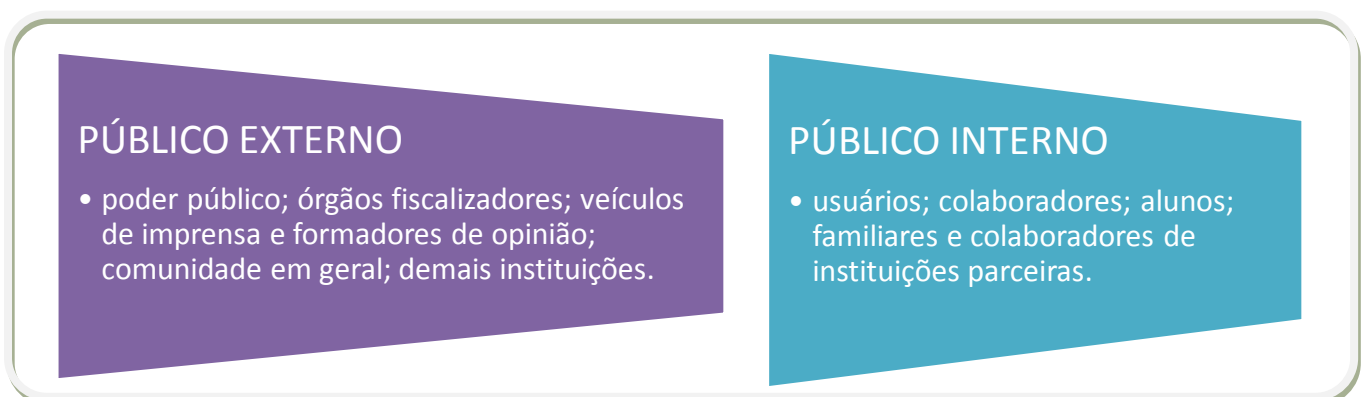 PÚBLICO EXTERNO
• poder público; órgãos fiscalizadores; veículos
de imprensa e formadores de opinião;
comunidade em geral; demais instituições.
PÚBLICO INTERNO
• usuários; colaboradores; alunos;
familiares e colaboradores de
instituições parceiras.